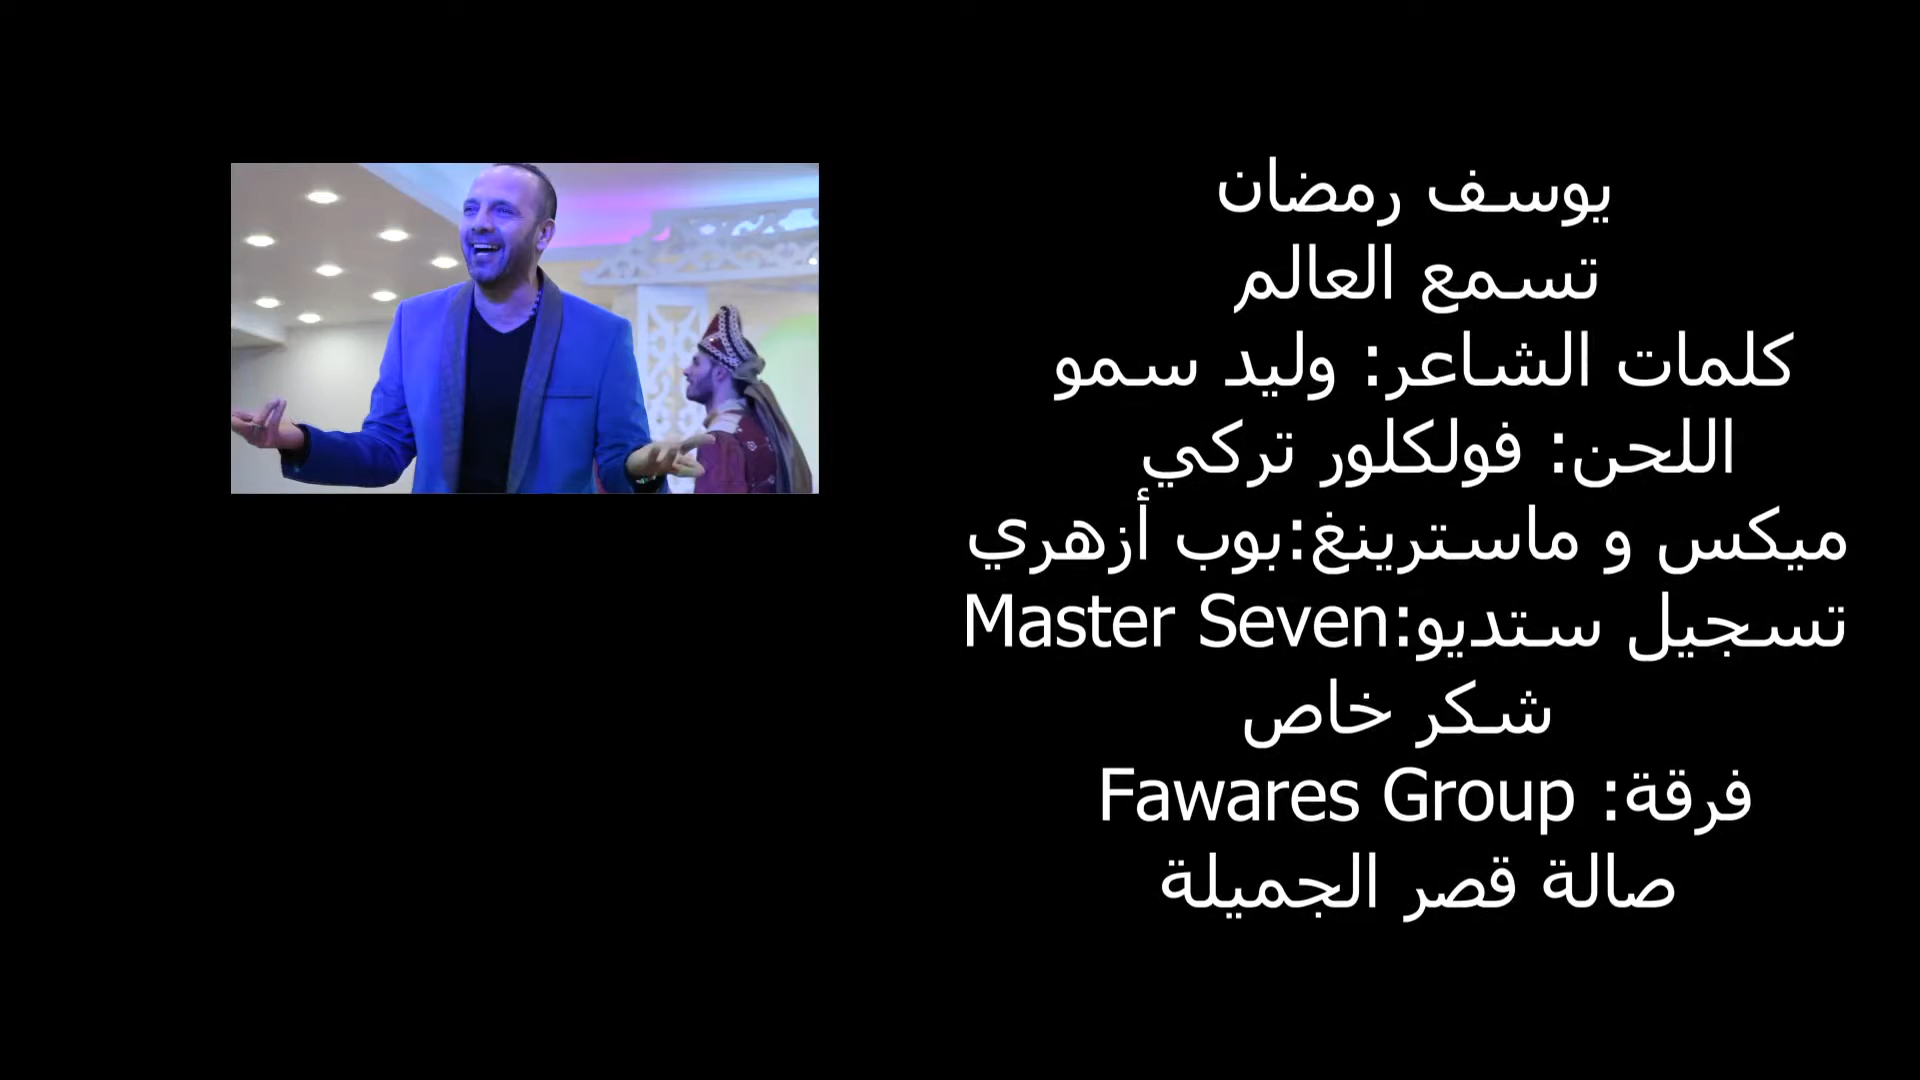 يوسف رمضان
تسمع العالم
كلمات الشاعر: وليد سمو
اللحن: فولكلور تركي
ميكس و ماسترينغ:بوب أزهري
تسجيل ستديو:Master Seven
شكر خاص
فرقة: Fawares Group
صالة قصر الجميلة